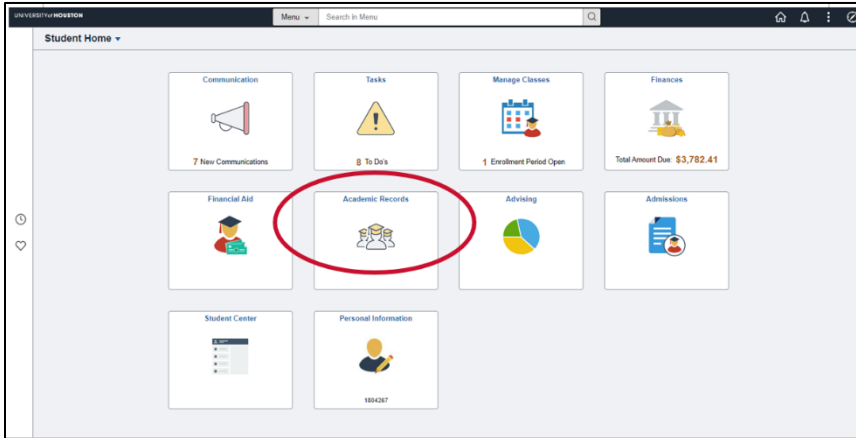 UNIVERSITY of HOUSTON
Menu
Search in Menu
Student Home
Communication
7 New Communications
Tasks
8 To Do's
Manage Classes
1 Enrollment Period Open
Finances
Total Amount Due: $3,782.41
Financial Aid
Academic Records
Advising
Admissions
Student Center
Personal Information
1804267